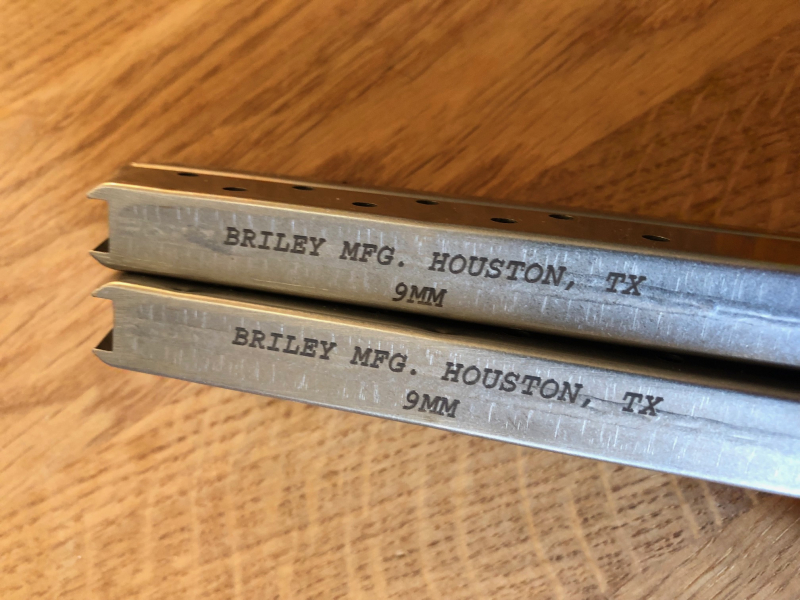 BRILEY MFG. HOUSTON, TX
9MM
BRILEY MFG. HOUSTON, TX
9MM